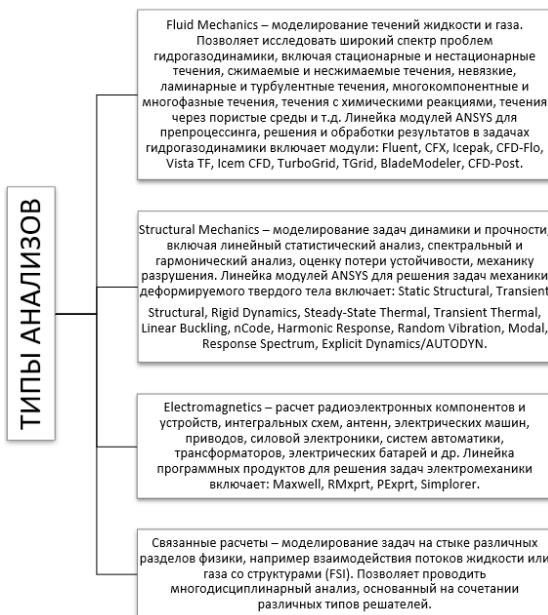 ТИПЫ АНАЛИЗОВ
Fluid Mechanics – моделирование течений жидкости и газа.
Позволяет исследовать широкий спектр проблем
гидрогазодинамики, включая стационарные и нестационарные
течения, сжимаемые и несжимаемые течения, невязкие,
ламинарные и турбулентные течения, многокомпонентные и
многофазные течения, течения с химическими реакциями, течения
через пористые среды и т.д. Линейка модулей ANSYS для
препроцессинга, решения и обработки результатов в задачах
гидрогазодинамики включает модули: Fluent, CFX, Icepak, CFD-Flo,
Vista TF, Icem CFD, TurboGrid, TGrid, BladeModeler, CFD-Post.
Structural Mechanics – моделирование задач динамики и прочности,
включая линейный статистический анализ, спектральный и
гармонический анализ, оценку потери устойчивости, механику
разрушения. Линейка модулей ANSYS для решения задач механики
деформируемого твердого тела включает: Static Structural, Transient
Structural, Rigid Dynamics, Steady-State Thermal, Transient Thermal,
Linear Buckling, nCode, Harmonic Response, Random Vibration, Modal,
Response Spectrum, Explicit Dynamics/AUTODYN.
Electromagnetics – расчет радиоэлектронных компонентов и
устройств, интегральных схем, антенн, электрических машин,
приводов, силовой электроники, систем автоматики,
трансформаторов, электрических батарей и др. Линейка
программных продуктов для решения задач электромеханики
включает: Maxwell, RMxprt, PExprt, Simplorer.
Связанные расчеты – моделирование задач на стыке различных
разделов физики, например взаимодействия потоков жидкости или
газа со структурами (FSI). Позволяет проводить
многодисциплинарный анализ, основанный на сочетании
различных типов решателей.